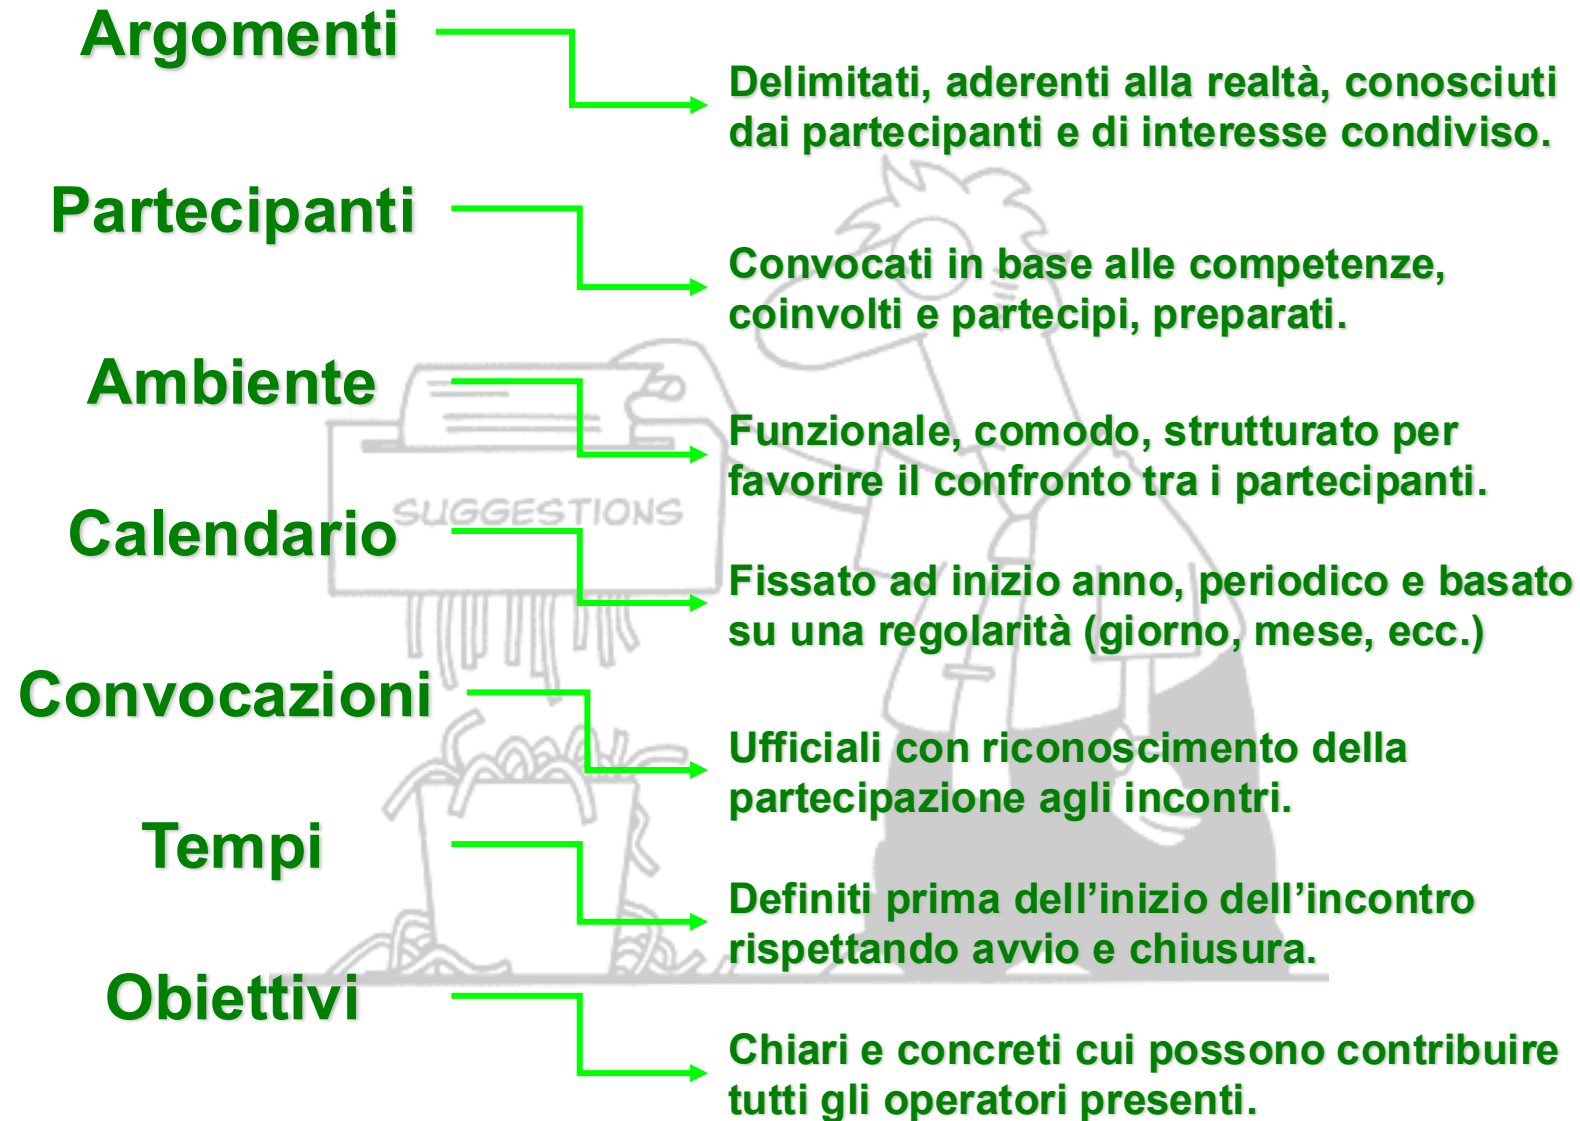 Argomenti
Delimitati, aderenti alla realtà, conosciuti
dai partecipanti e di interesse condiviso.
Partecipanti
Convocati in base alle competenze,
coinvolti e partecipi, preparati.
Ambiente
Funzionale, comodo, strutturato per
favorire il confronto tra i partecipanti.
SUGGESTIONS
Calendario
Fissato ad inizio anno, periodico e basato
su una regolarità (giorno, mese, ecc.)
Convocazioni
Ufficiali con riconoscimento della
partecipazione agli incontri.
Tempi
Definiti prima dell’inizio dell’incontro
rispettando avvio e chiusura.
Obiettivi
Chiari e concreti cui possono contribuire
tutti gli operatori presenti.